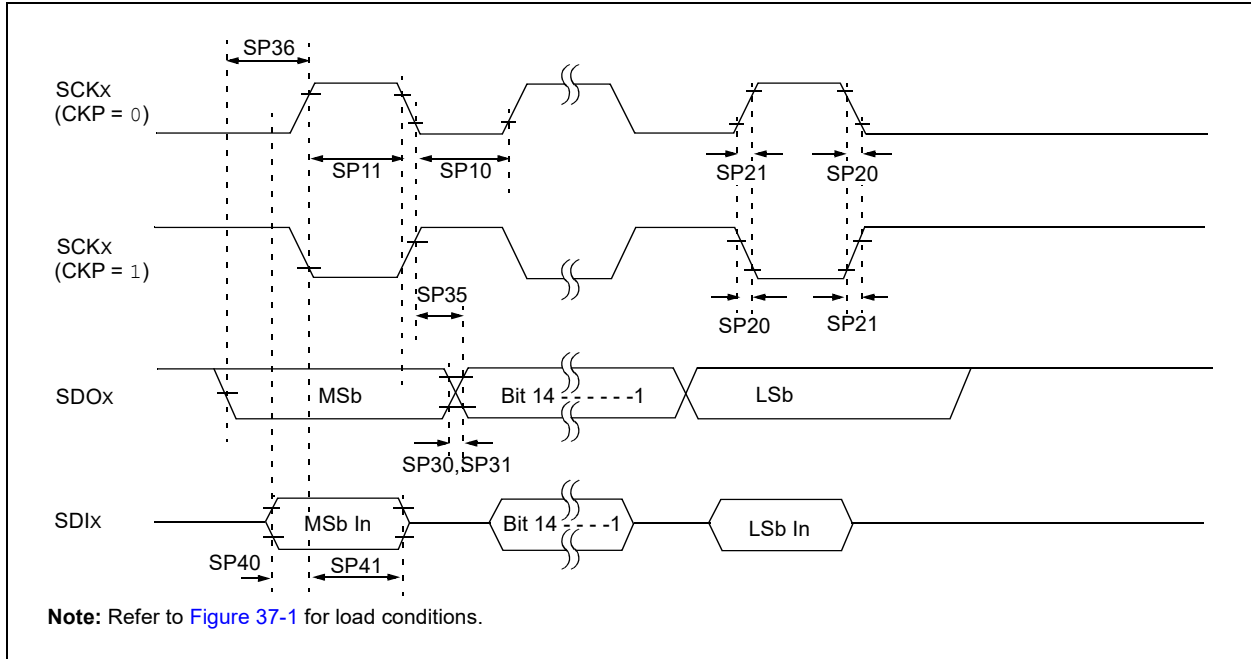 SP36
SCKx
(CKP = 0)
SP11
SP10
SP21
SP20
SCKx
(CKP = 1)
SP35
SP20
SP21
SDOx
MSb
Bit 14 - - - - - -1
LSb
SP30,SP31
SDIx
MSb In
Bit 14 - - - -1
LSb In
SP40
SP41
Note: Refer to Figure 37-1 for load conditions.